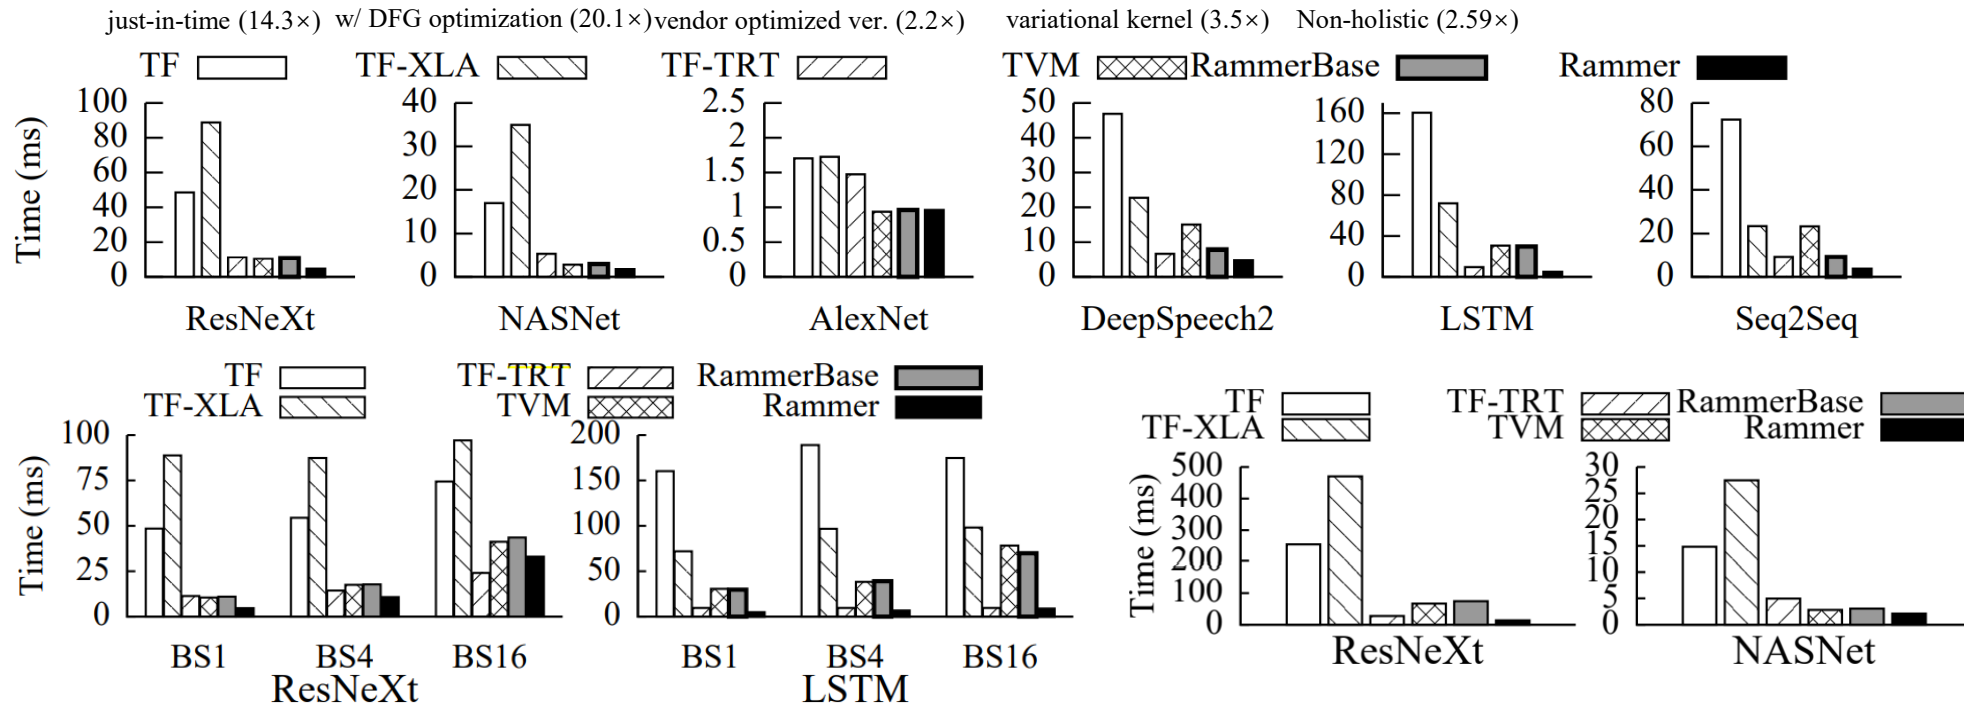 just-in-time (14.3×) w/ DFG optimization (20.1×) vendor optimized ver. (2.2×) variational kernel (3.5×) Non-holistic (2.59×)
TF TF-XLA TF-TRT TVM RammerBase Rammer
Time (ms)
100 80 60 40 20 0
ResNeXt
40 30 20 10 0
NASNet
2.5 2 1.5 1 0.5 0
AlexNet
50 40 30 20 10 0
DeepSpeech2
160 120 80 40 0
LSTM
80 60 40 20 0
Seq2Seq
TF TF-TRT RammerBase
TF-XLA TVM Rammer
Time (ms)
100 75 50 25 0
BS1 BS4 BS16
ResNeXt
200 150 100 50 0
BS1 BS4 BS16
LSTM
TF TF-TRT RammerBase
TF-XLA TVM Rammer
Time (ms)
500 400 300 200 100 0
ResNeXt
30 25 20 15 10 5 0
NASNet